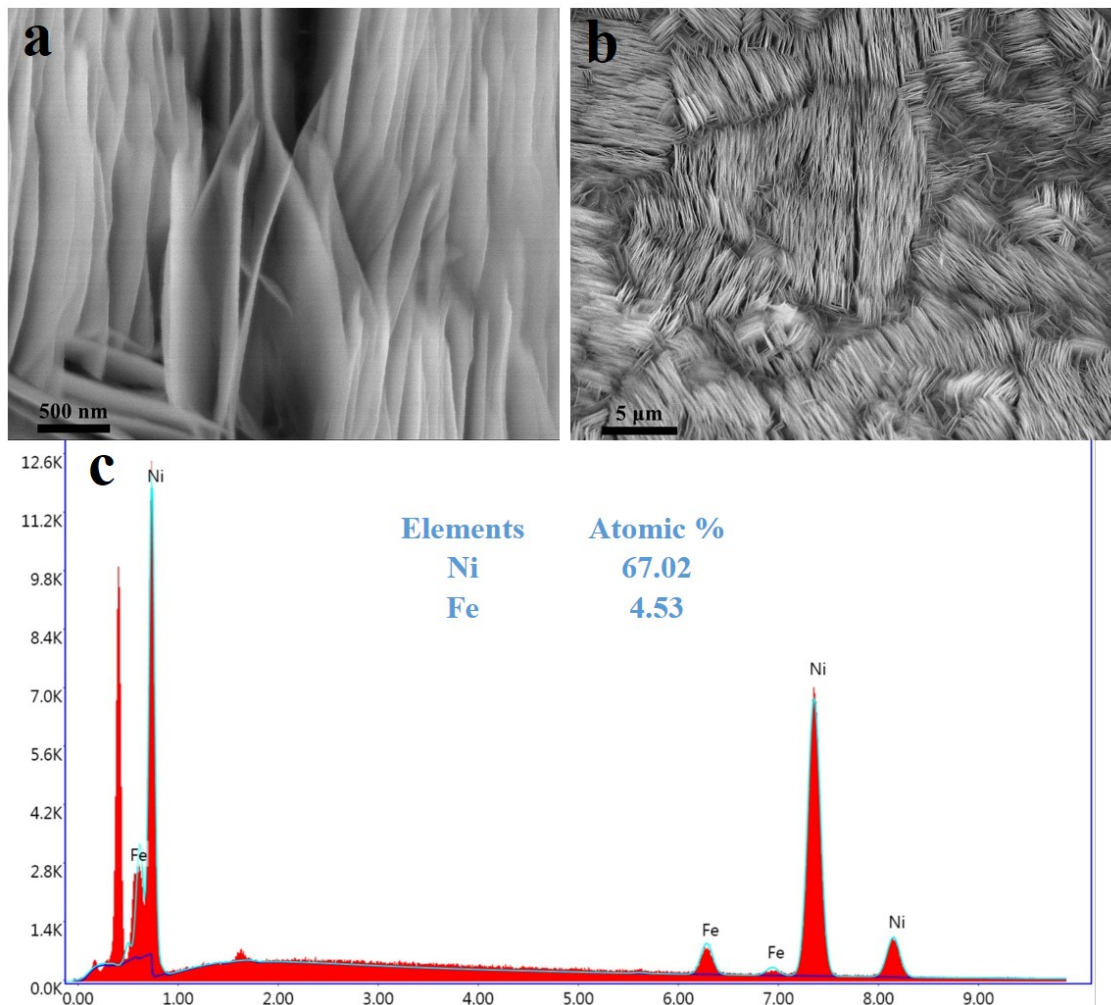 a
b
500 nm
5 μm
c
12.6K
Ni
11.2K
Elements Atomic %
Ni 67.02
Fe 4.53
9.8K
8.4K
7.0K
Ni
5.6K
4.2K
2.8K
Fe
1.4K
Fe
Fe
Ni
0.0K
0.00 1.00 2.00 3.00 4.00 5.00 6.00 7.00 8.00 9.00